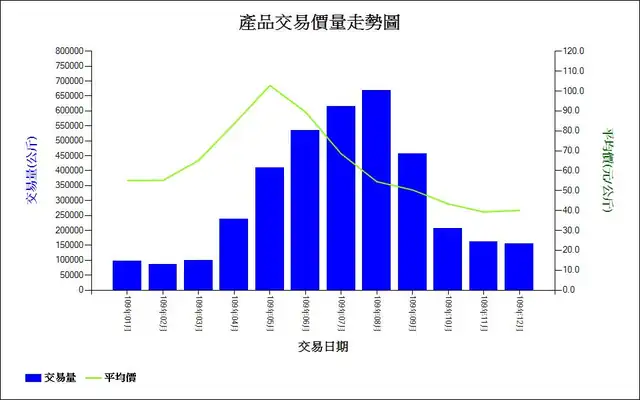 產品交易價量走勢圖
800000
750000
700000
650000
600000
550000
500000
450000
400000
350000
300000
250000
200000
150000
100000
50000
0
交易量(公斤)
120.0
110.0
100.0
90.0
80.0
70.0
60.0
50.0
40.0
30.0
20.0
10.0
0.0
平均價(元/公斤)
109年01月
109年02月
109年03月
109年04月
109年05月
109年06月
109年07月
109年08月
109年09月
109年10月
109年11月
109年12月
交易日期
交易量 平均價